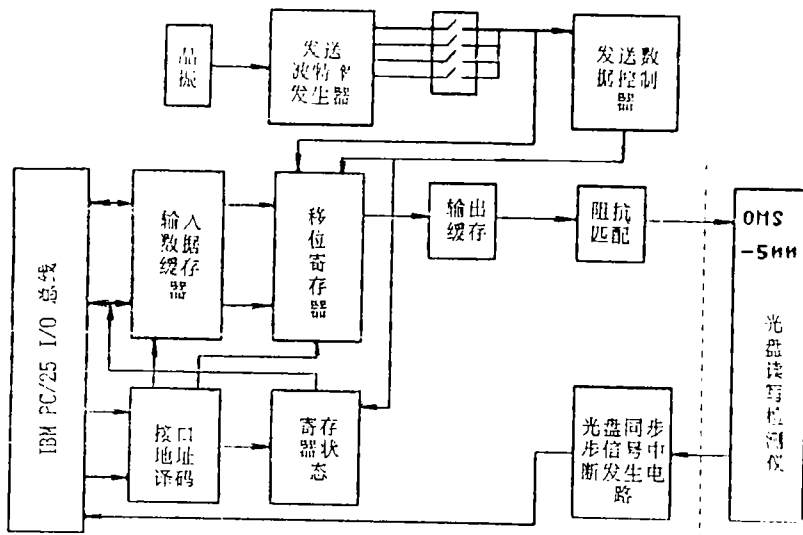 晶
振
发送
波特率
发生器
发送数
据控制
器
输入
数据
缓存
器
移
位
寄
存
器
输出
缓存
阻抗
匹配
OMS
-5MM
光
盘
读
写
检
测
仪
IBM PC/25 I/O 总线
接口
地址
译码
寄存
器状
态
光盘同步
步信号中
断发生电
路